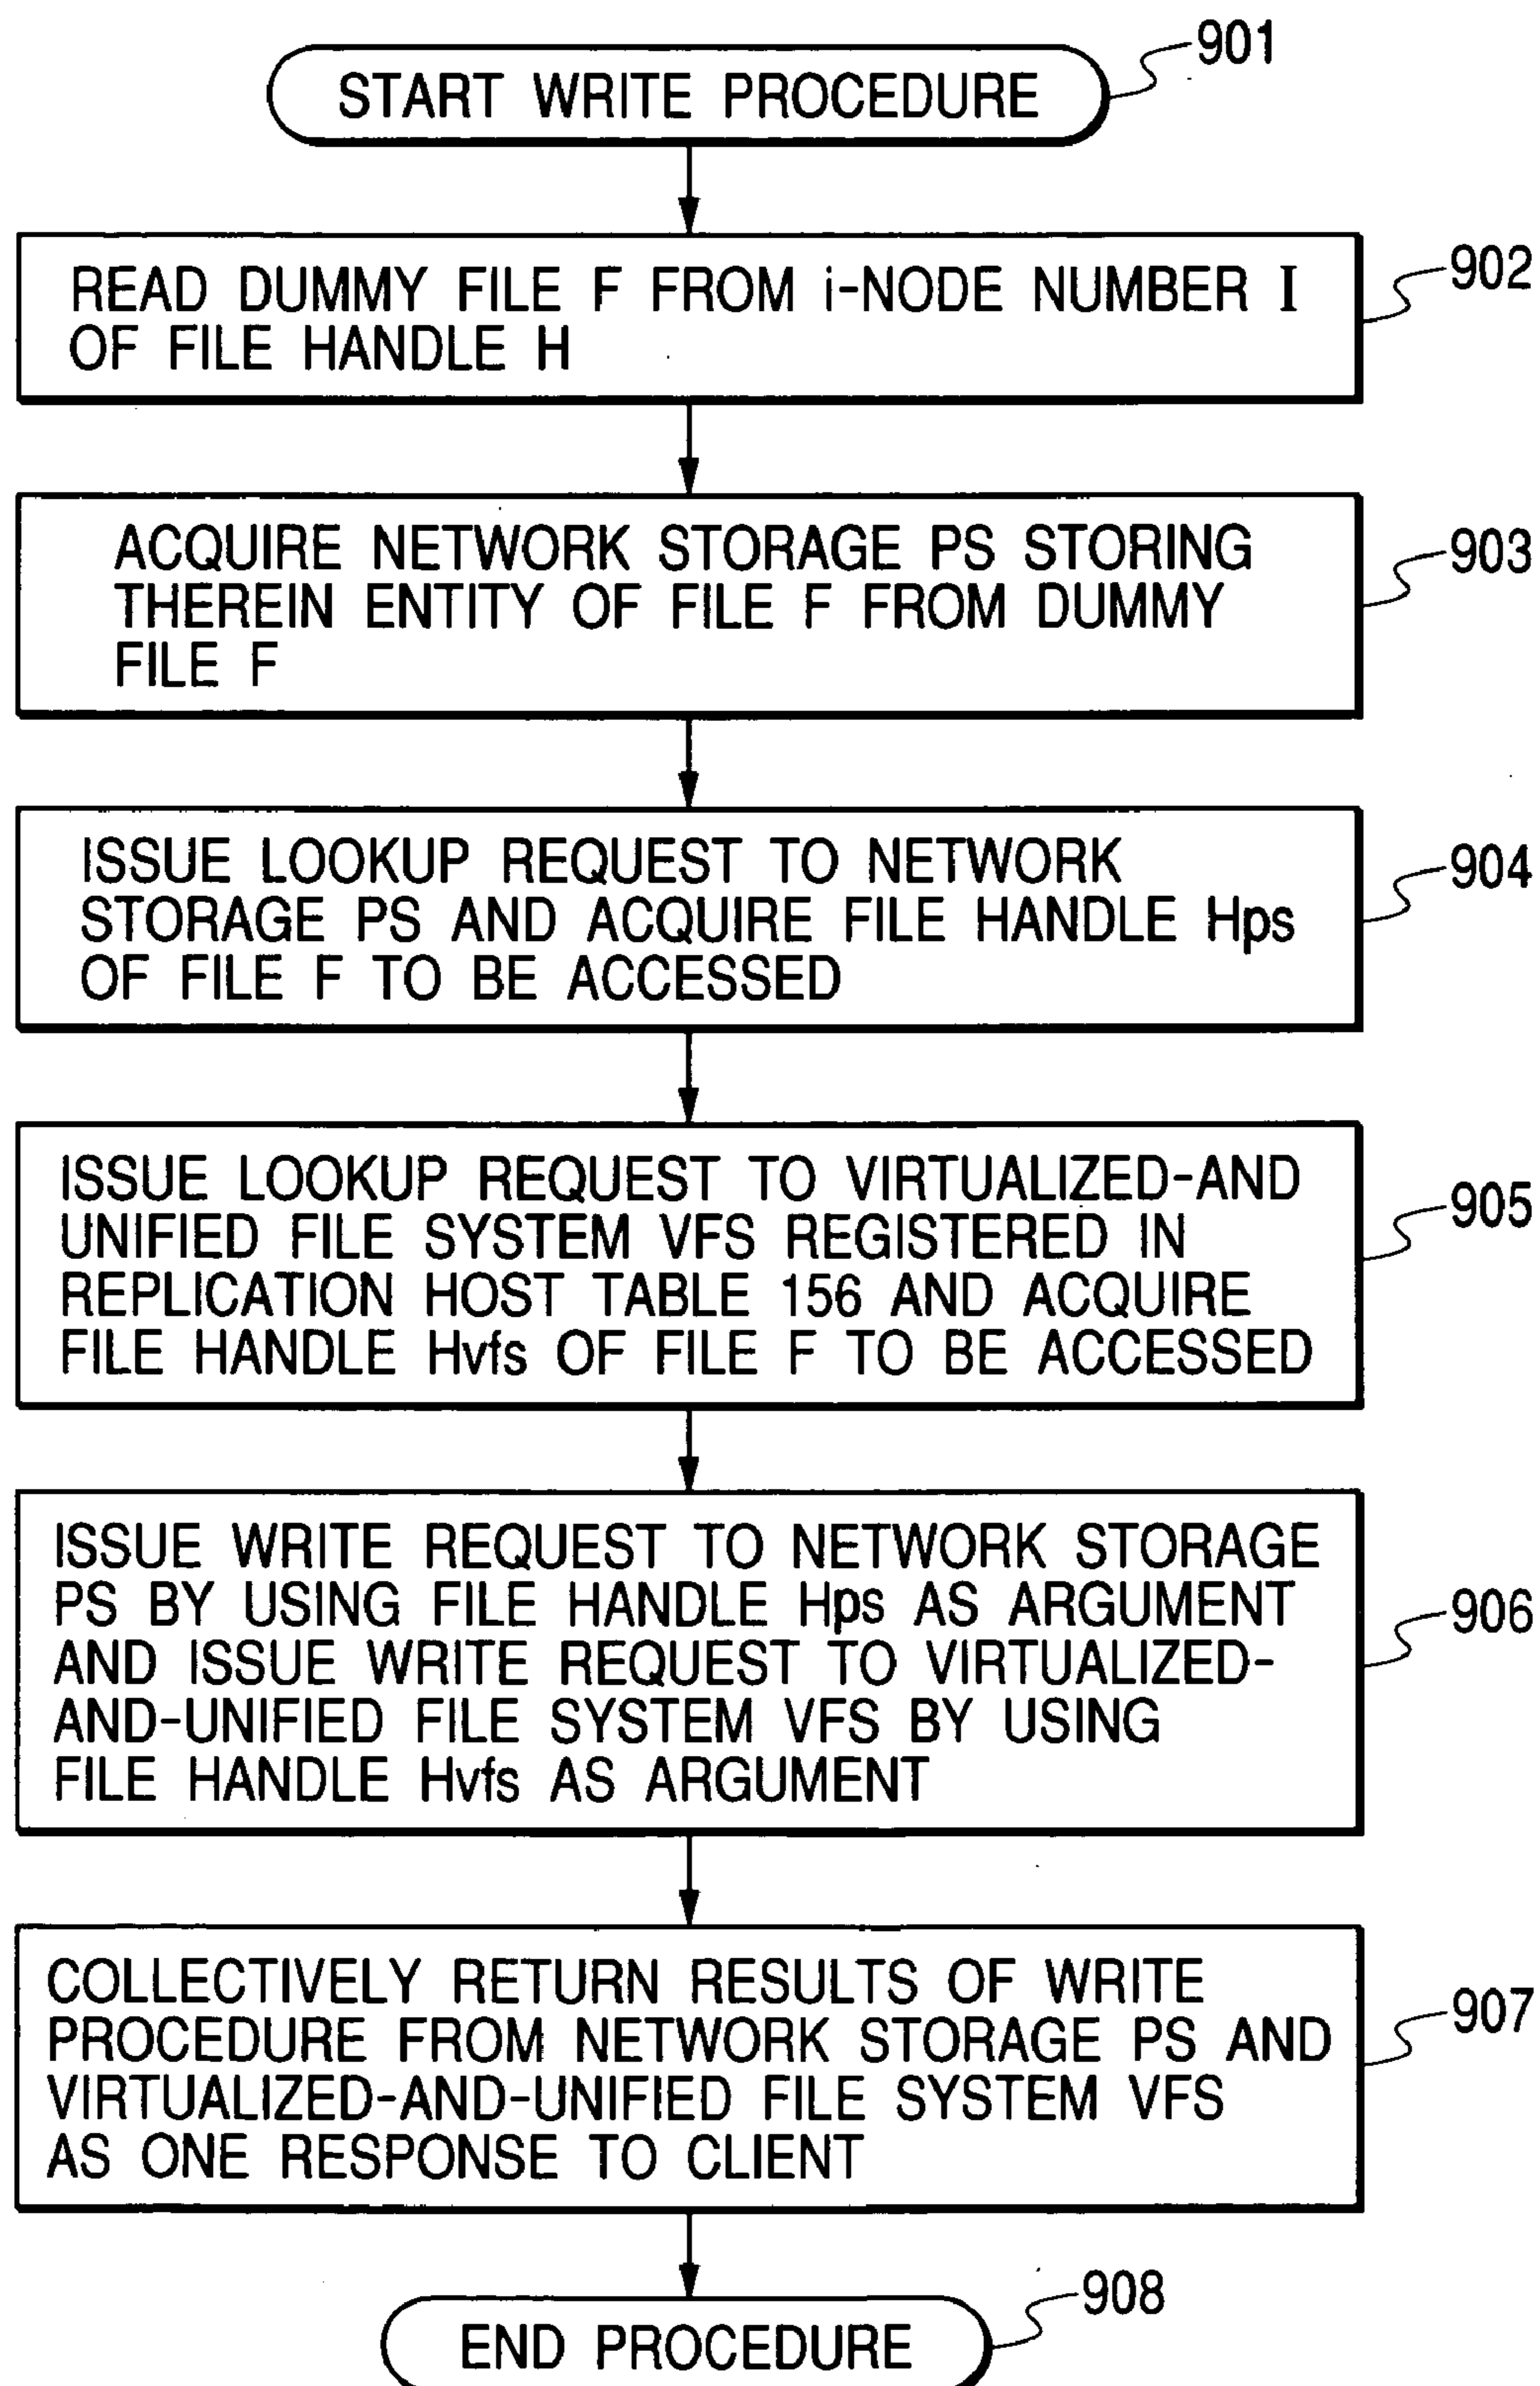 START WRITE PROCEDURE
901
READ DUMMY FILE F FROM i-NODE NUMBER I
OF FILE HANDLE H
902
ACQUIRE NETWORK STORAGE PS STORING
THEREIN ENTITY OF FILE F FROM DUMMY
FILE F
903
ISSUE LOOKUP REQUEST TO NETWORK
STORAGE PS AND ACQUIRE FILE HANDLE Hps
OF FILE F TO BE ACCESSED
904
ISSUE LOOKUP REQUEST TO VIRTUALIZED-AND
UNIFIED FILE SYSTEM VFS REGISTERED IN
REPLICATION HOST TABLE 156 AND ACQUIRE
FILE HANDLE Hvfs OF FILE F TO BE ACCESSED
905
ISSUE WRITE REQUEST TO NETWORK STORAGE
PS BY USING FILE HANDLE Hps AS ARGUMENT
AND ISSUE WRITE REQUEST TO VIRTUALIZED-
AND-UNIFIED FILE SYSTEM VFS BY USING
FILE HANDLE Hvfs AS ARGUMENT
906
COLLECTIVELY RETURN RESULTS OF WRITE
PROCEDURE FROM NETWORK STORAGE PS AND
VIRTUALIZED-AND-UNIFIED FILE SYSTEM VFS
AS ONE RESPONSE TO CLIENT
907
END PROCEDURE
908